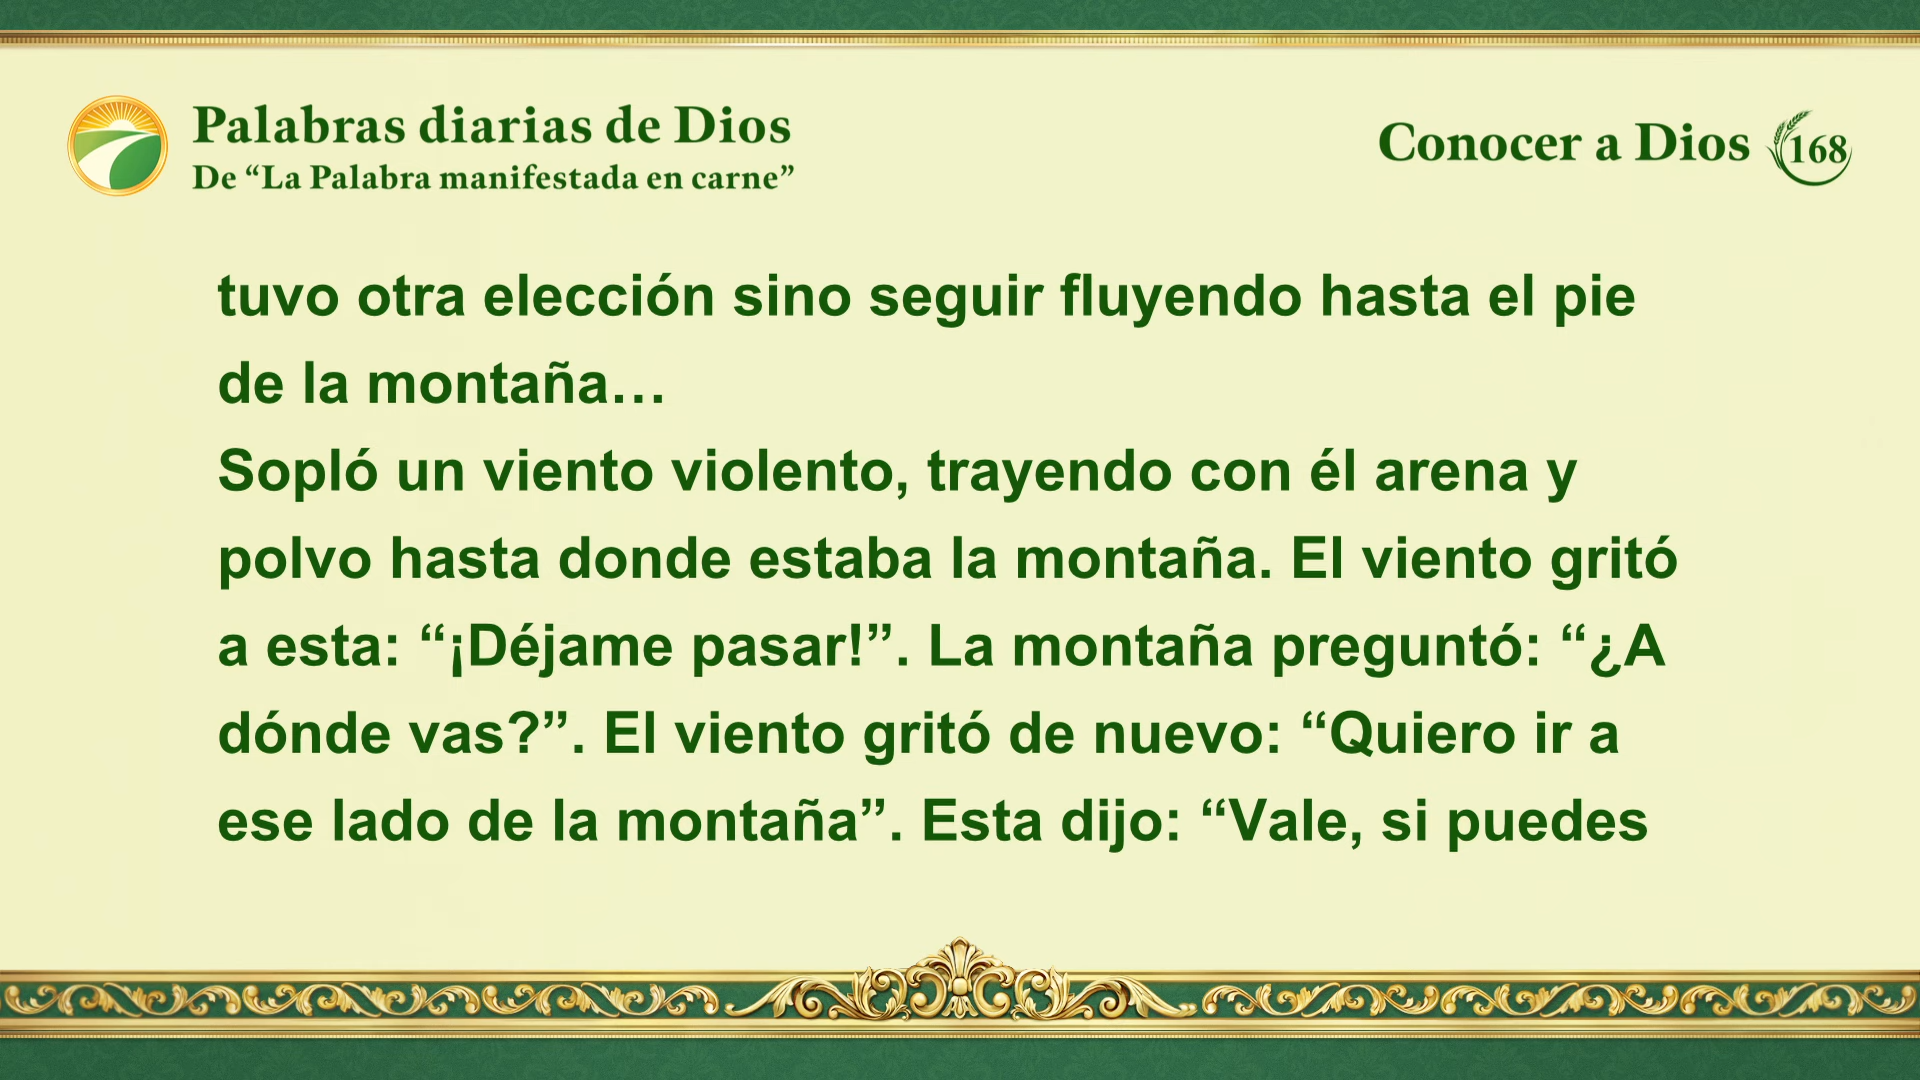 Palabras diarias de Dios
De “La Palabra manifestada en carne”
Conocer a Dios 168
tuvo otra elección sino seguir fluyendo hasta el pie
de la montaña…
Sopló un viento violento, trayendo con él arena y
polvo hasta donde estaba la montaña. El viento gritó
a esta: “¡Déjame pasar!”. La montaña preguntó: “¿A
dónde vas?”. El viento gritó de nuevo: “Quiero ir a
ese lado de la montaña”. Esta dijo: “Vale, si puedes